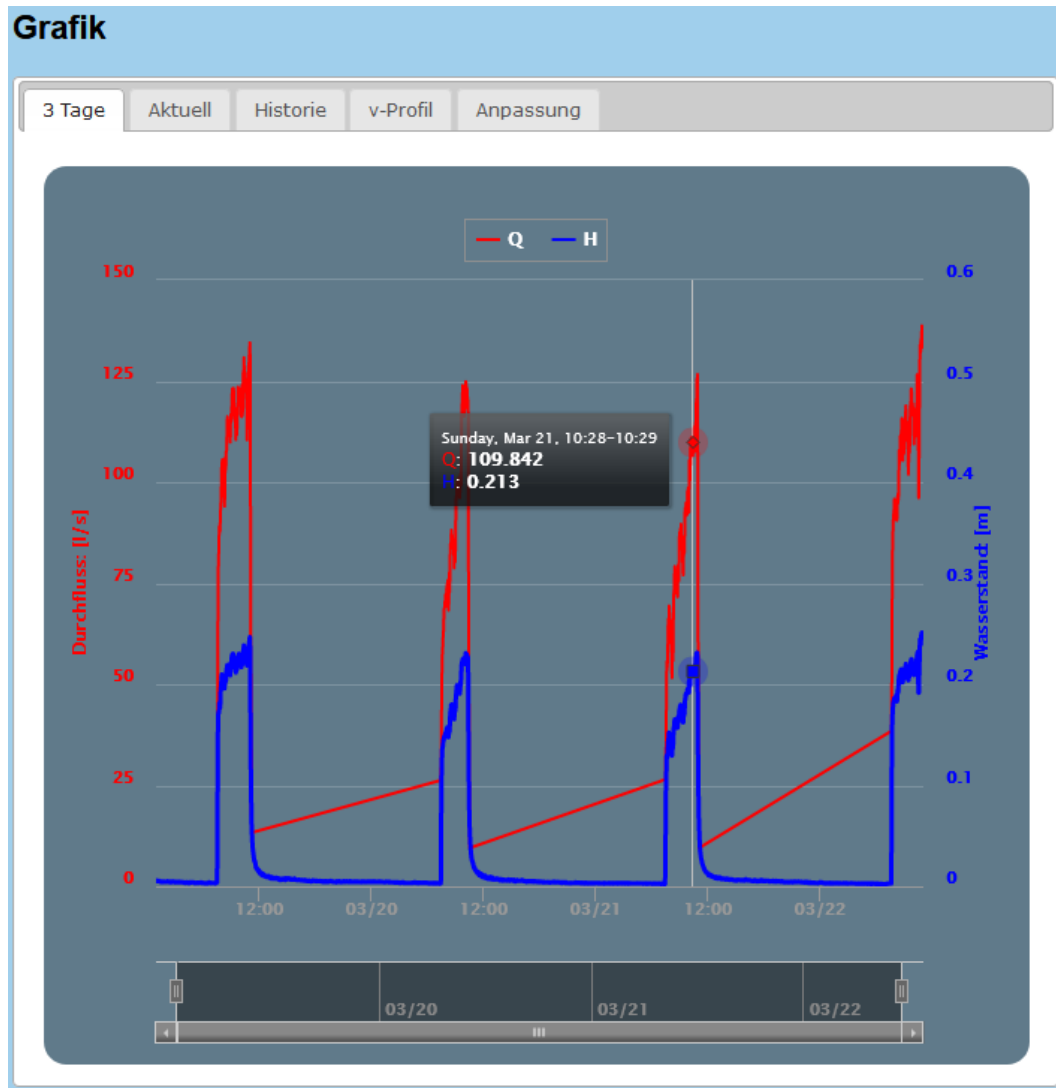 Grafik
3 Tage Aktuell Historie v-Profil Anpassung
Q H
150 0.6
125 0.5
Sunday, Mar 21, 10:28-10:29
Q: 109.842
100 0.4
H: 0.213
Durchfluss: [l/s] Wasserstand: [m]
75 0.3
50 0.2
25 0.1
0 0
12:00 03/20 12:00 03/21 12:00 03/22
03/20 03/21 03/22